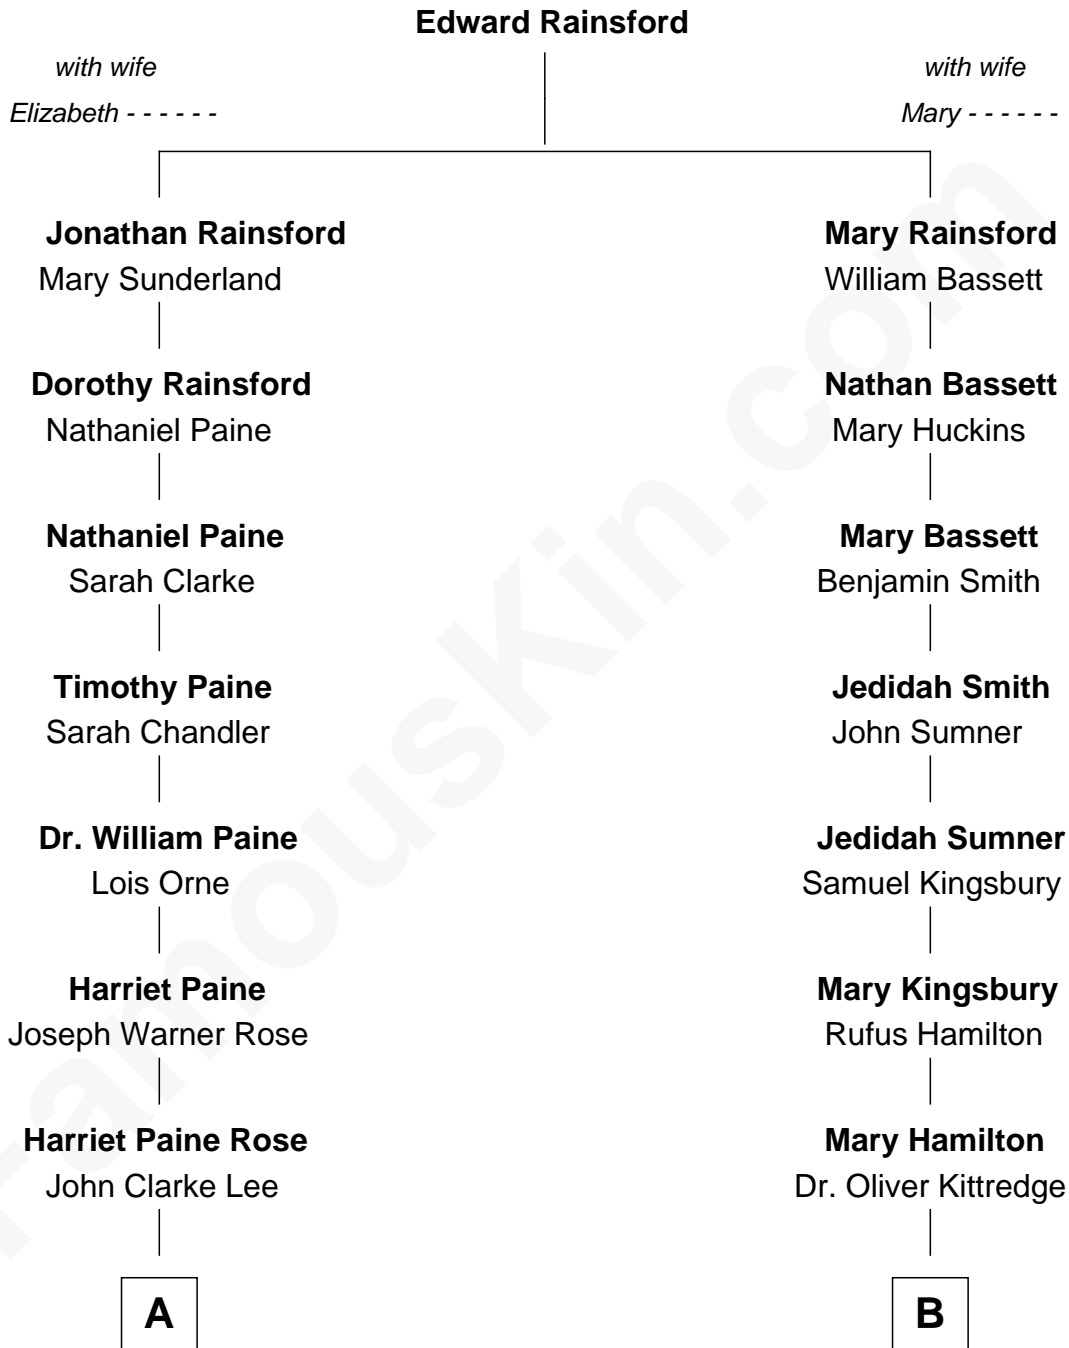 Edward Rainsford
with wife
Elizabeth - - - - - -
with wife
Mary - - - - - -
Jonathan Rainsford
Mary Sunderland
Mary Rainsford
William Bassett
Dorothy Rainsford
Nathaniel Paine
Nathan Bassett
Mary Huckins
Nathaniel Paine
Sarah Clarke
Mary Bassett
Benjamin Smith
Timothy Paine
Sarah Chandler
Jedidah Smith
John Sumner
Dr. William Paine
Lois Orne
Jedidah Sumner
Samuel Kingsbury
Harriet Paine
Joseph Warner Rose
Mary Kingsbury
Rufus Hamilton
Harriet Paine Rose
John Clarke Lee
Mary Hamilton
Dr. Oliver Kittredge
A
B
FamousKin.com